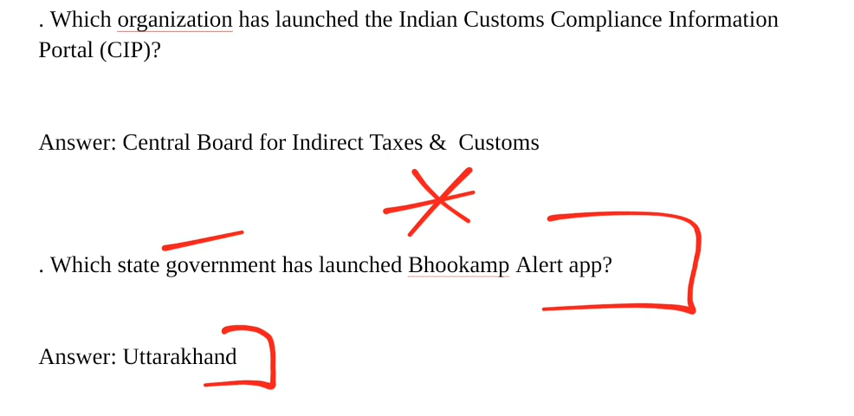 . Which organization has launched the Indian Customs Compliance Information
Portal (CIP)?
Answer: Central Board for Indirect Taxes & Customs
. Which state government has launched Bhookamp Alert app?
Answer: Uttarakhand